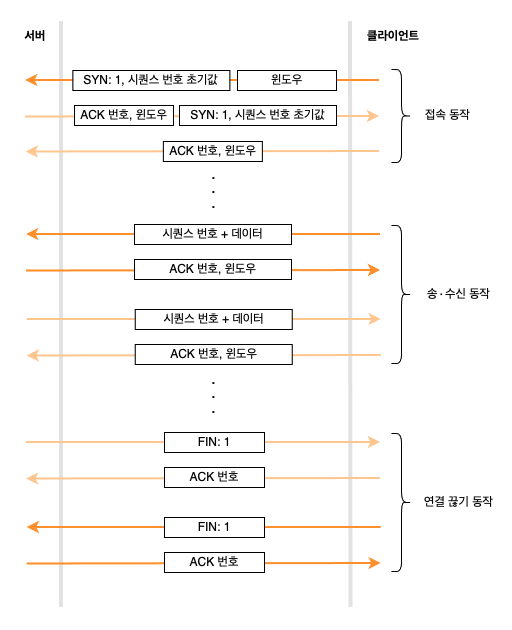 서버
클라이언트
SYN: 1, 시퀀스 번호 초기값
윈도우
ACK 번호, 윈도우
SYN: 1, 시퀀스 번호 초기값
접속 동작
ACK 번호, 윈도우
시퀀스 번호 + 데이터
ACK 번호, 윈도우
송 · 수신 동작
시퀀스 번호 + 데이터
ACK 번호, 윈도우
FIN: 1
ACK 번호
연결 끊기 동작
FIN: 1
ACK 번호